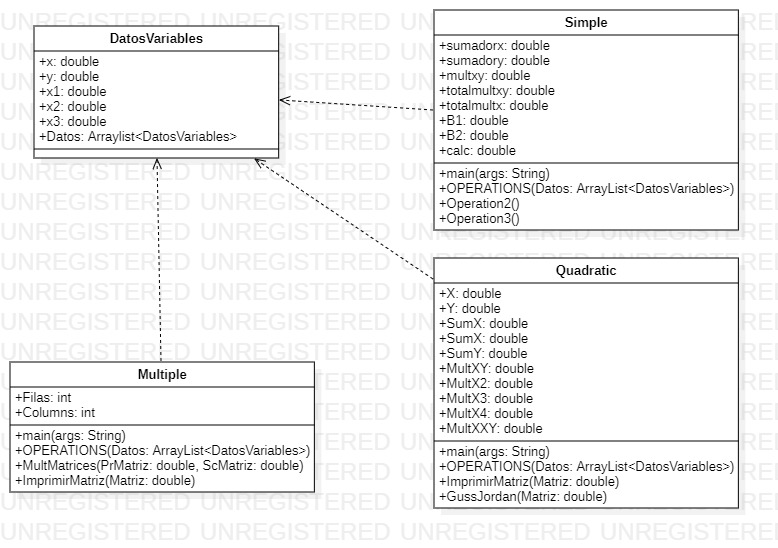 DatosVariables
+x: double
+y: double
+x1: double
+x2: double
+x3: double
+Datos: Arraylist<DatosVariables>
Simple
+sumadorx: double
+sumadory: double
+multxy: double
+totalmultxy: double
+totalmultx: double
+B1: double
+B2: double
+calc: double
+main(args: String)
+OPERATIONS(Datos: ArrayList<DatosVariables>)
+Operation2()
+Operation3()
Quadratic
+X: double
+Y: double
+SumX: double
+SumX: double
+SumY: double
+MultXY: double
+MultX2: double
+MultX3: double
+MultX4: double
+MultXXY: double
+main(args: String)
+OPERATIONS(Datos: ArrayList<DatosVariables>)
+ImprimirMatriz(Matriz: double)
+GussJordan(Matriz: double)
Multiple
+Filas: int
+Columns: int
+main(args: String)
+OPERATIONS(Datos: ArrayList<DatosVariables>)
+MultMatrices(PrMatriz: double, ScMatriz: double)
+ImprimirMatriz(Matriz: double)
UNREGISTERED